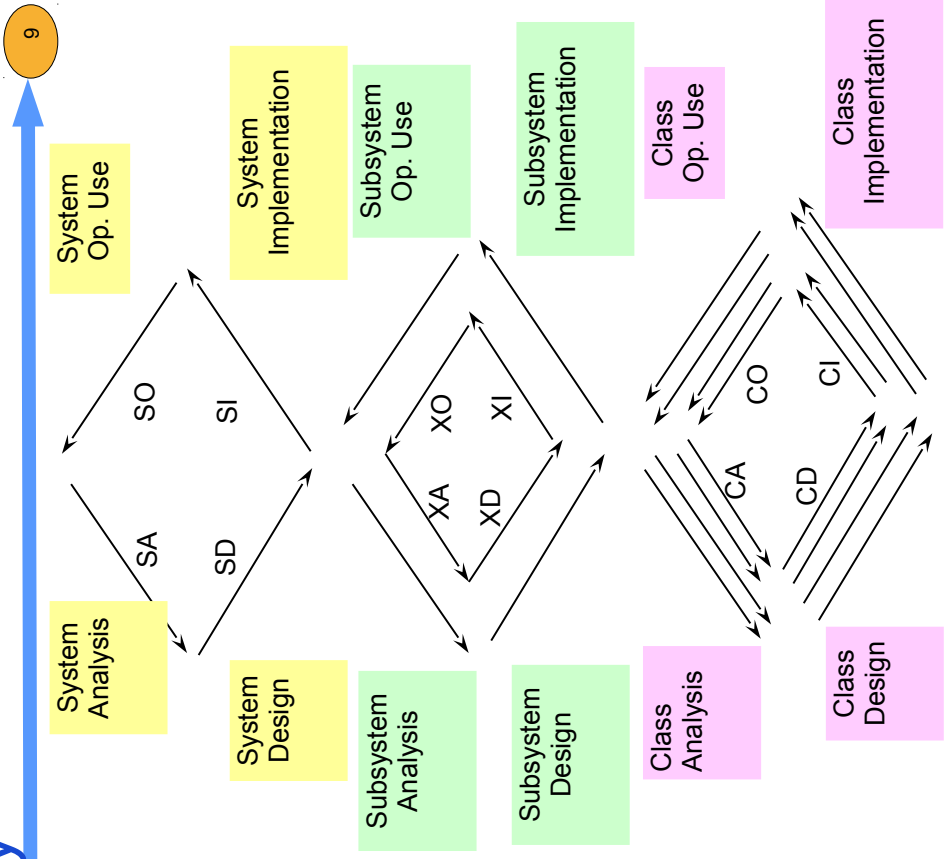 9
System
Analysis
System
Op. Use
SA
SO
SD
SI
System
Design
System
Implementation
Subsystem
Analysis
Subsystem
Op. Use
XA
XO
XD
XI
Subsystem
Design
Subsystem
Implementation
Class
Analysis
Class
Op. Use
CA
CO
CD
CI
Class
Design
Class
Implementation